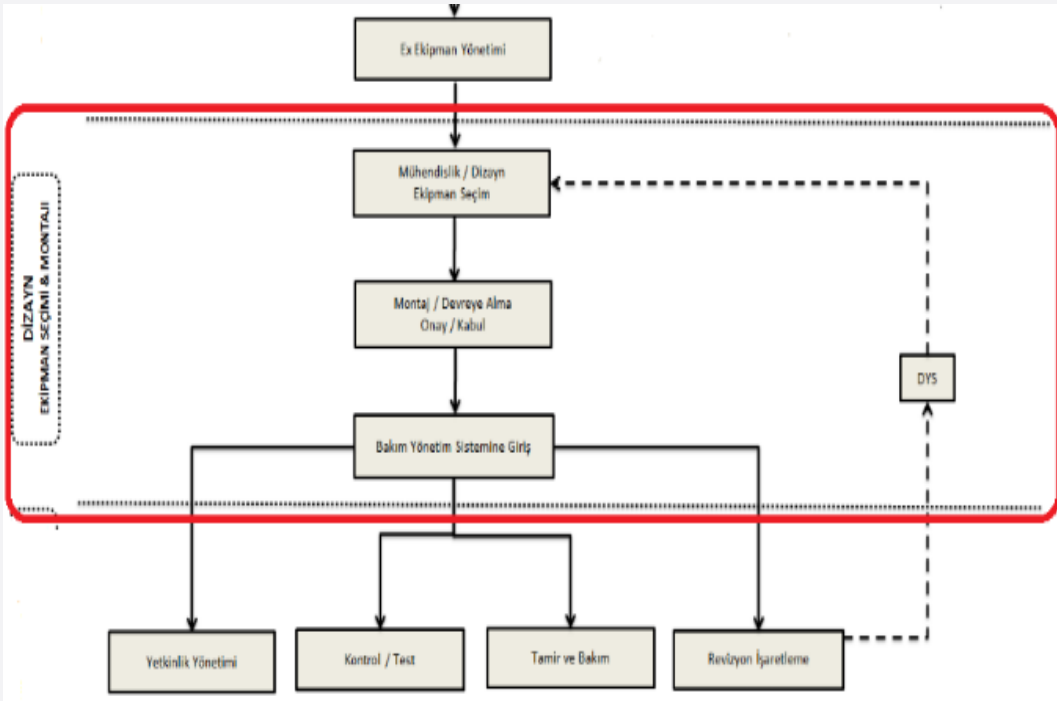 Ex Ekipman Yönetimi
DİZAYN
EKİPMAN SEÇİMİ & MONTAJI
Mühendislik / Dizayn
Ekipman Seçim
Montaj / Devreye Alma
Onay / Kabul
DYS
Bakım Yönetim Sistemine Giriş
Yetkinlik Yönetimi
Kontrol / Test
Tamir ve Bakım
Revizyon İşaretleme